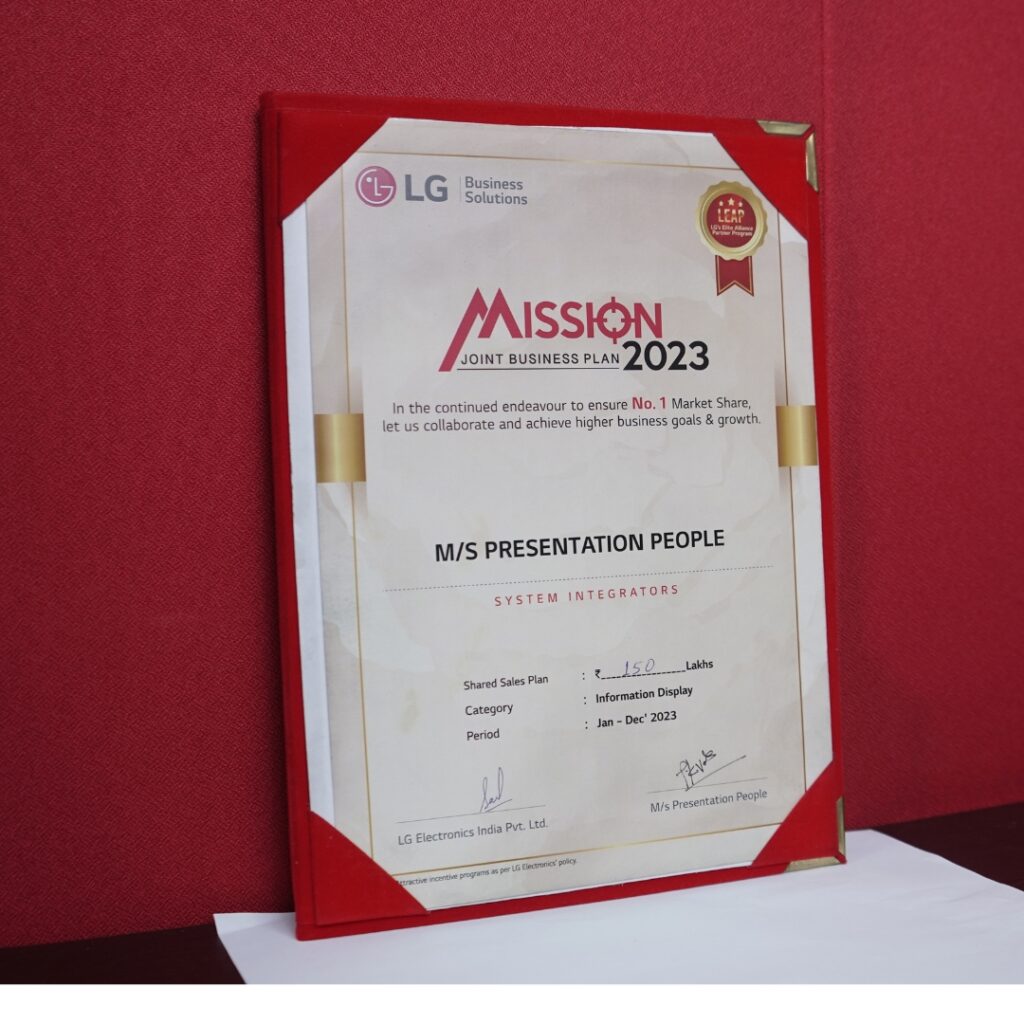 LG Business
Solutions
LEAP
LG's Elite Alliance
Partner Program
MISSION
JOINT BUSINESS PLAN 2023
In the continued endeavour to ensure No. 1 Market Share,
let us collaborate and achieve higher business goals & growth.
M/S PRESENTATION PEOPLE
SYSTEM INTEGRATORS
Shared Sales Plan : ₹ 150 Lakhs
Category : Information Display
Period : Jan - Dec' 2023
LG Electronics India Pvt. Ltd.
M/s Presentation People
incentive programs as per LG Electronics' policy.